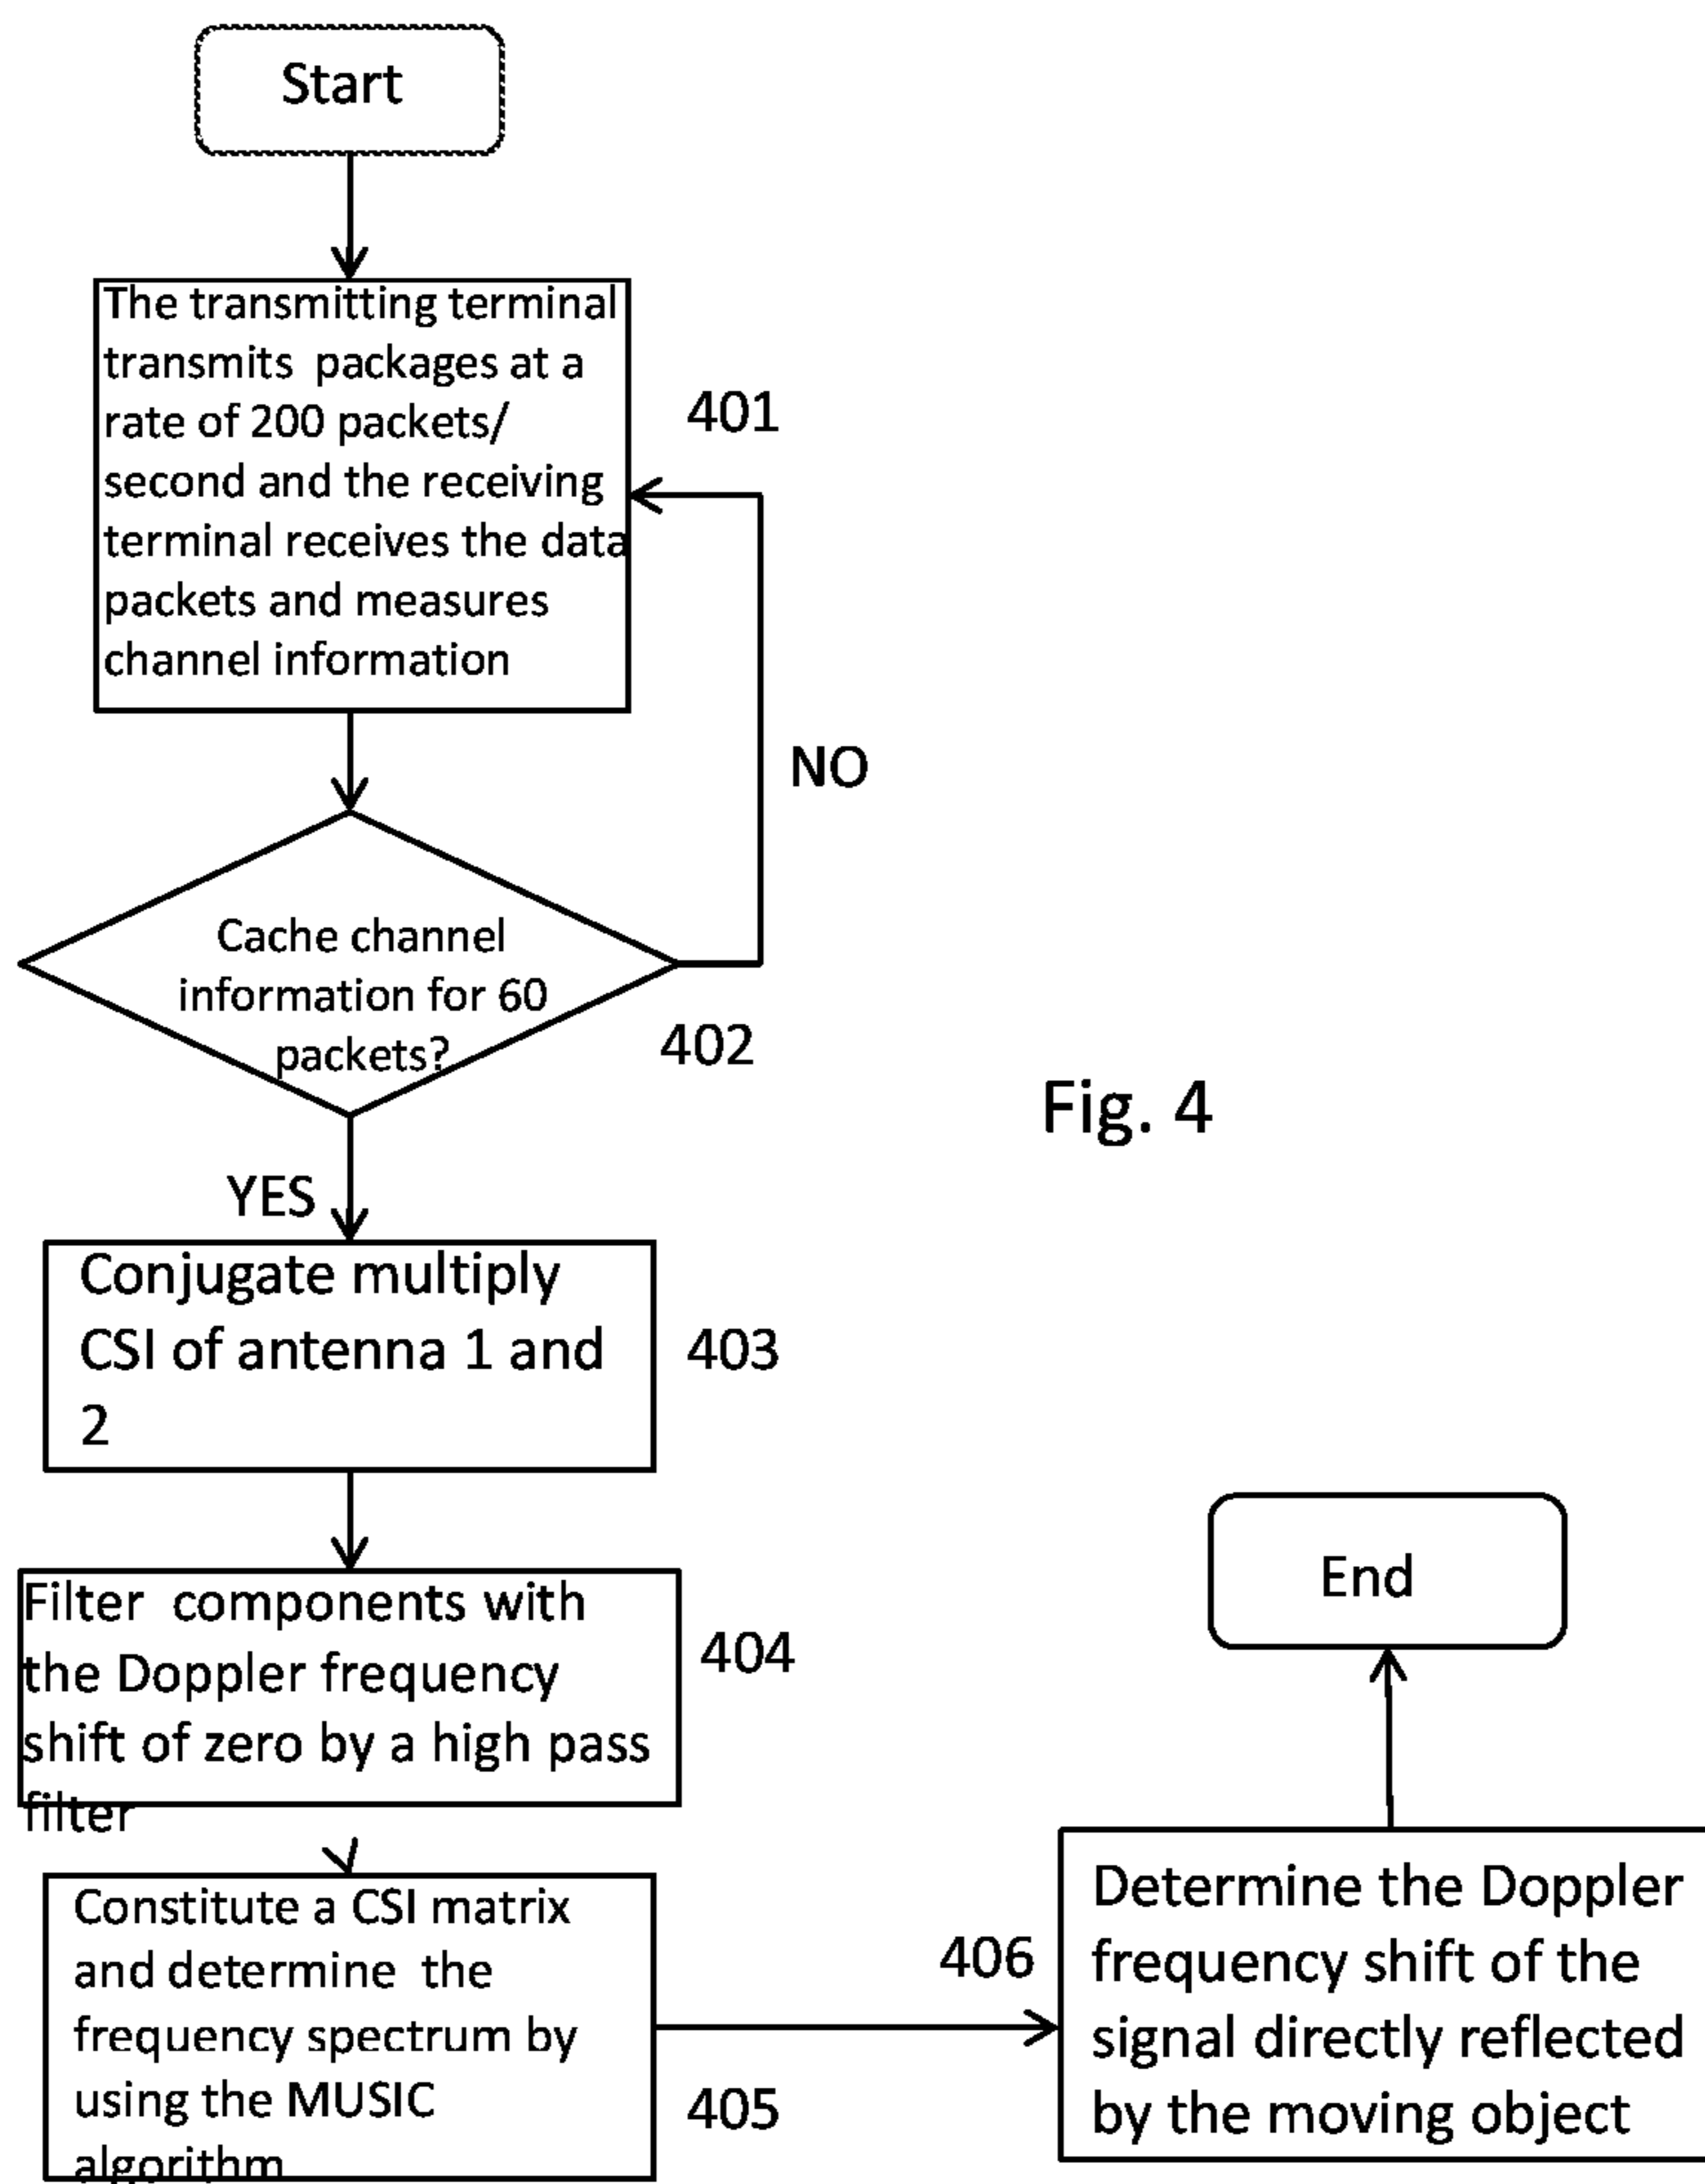 Start
The transmitting terminal
transmits packages at a
rate of 200 packets/
second and the receiving
terminal receives the data
packets and measures
channel information
401
NO
Cache channel
information for 60
packets?
402
Fig. 4
YES
Conjugate multiply
CSI of antenna 1 and
2
403
Filter components with
the Doppler frequency
shift of zero by a high pass
filter
404
Constitute a CSI matrix
and determine the
frequency spectrum by
using the MUSIC
algorithm
405
406
Determine the Doppler
frequency shift of the
signal directly reflected
by the moving object
End